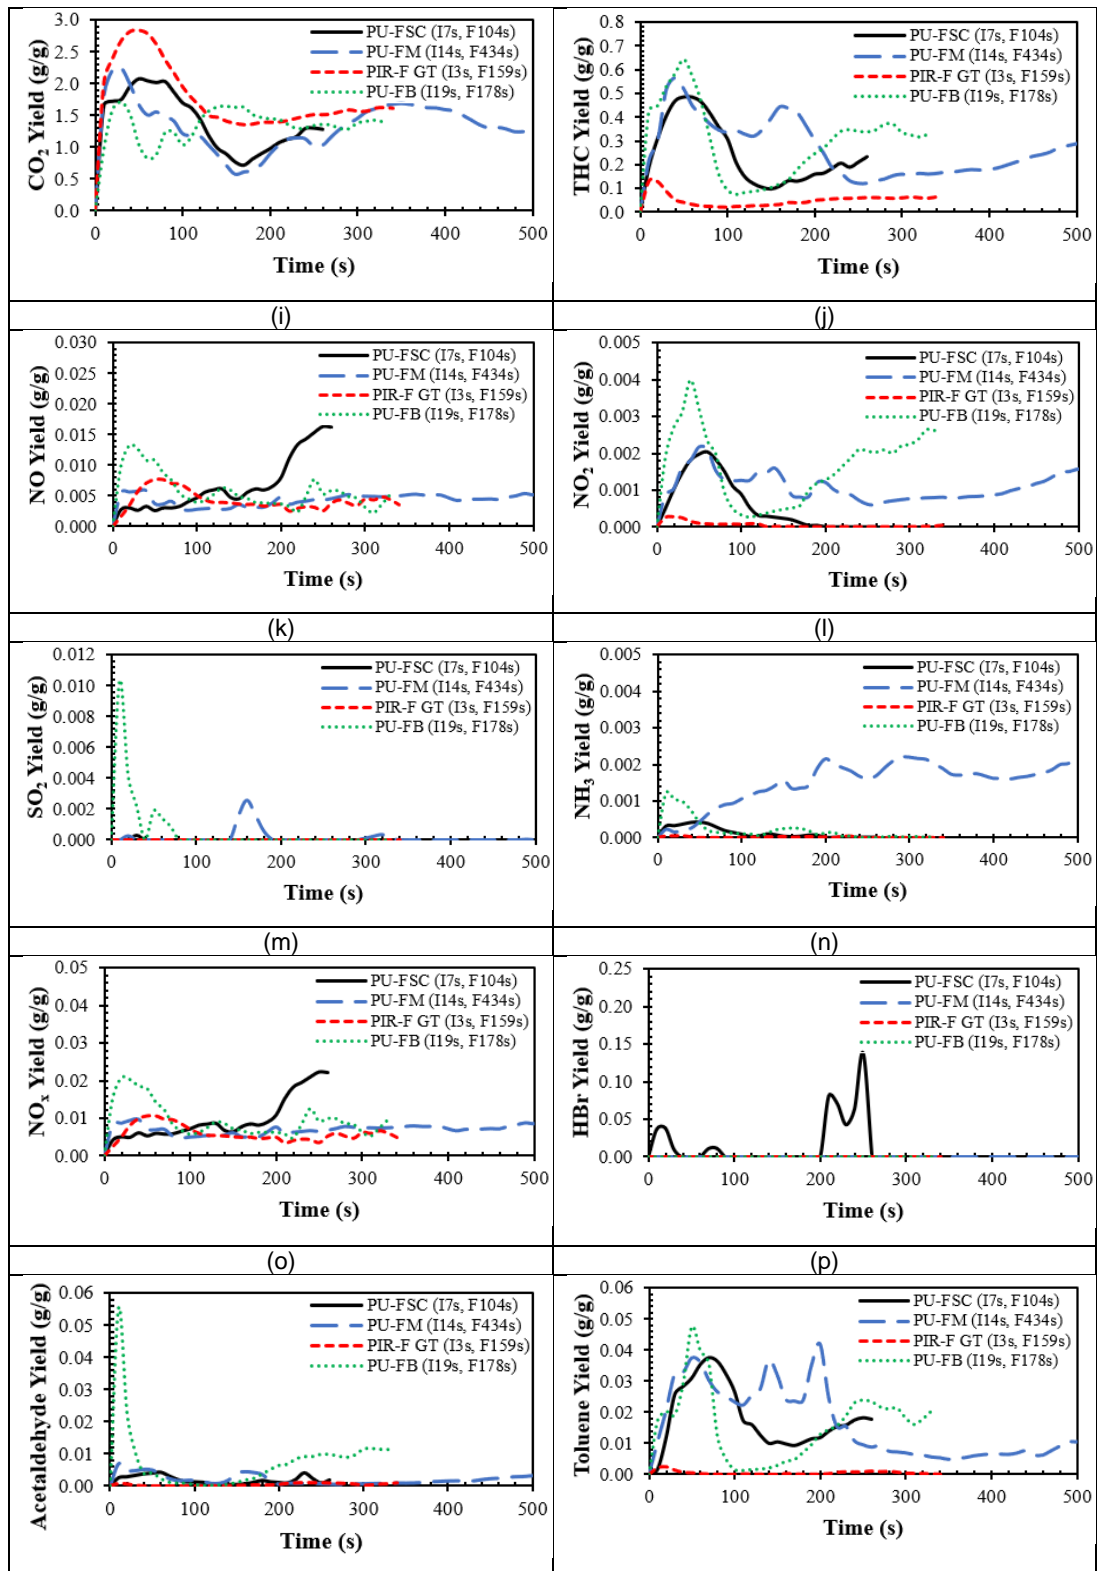 CO2 Yield (g/g)
3.0
2.5
2.0
1.5
1.0
0.5
0.0
PU-FSC (I7s, F104s)
PU-FM (I14s, F434s)
PIR-F GT (I3s, F159s)
PU-FB (I19s, F178s)
0 100 200 300 400 500
Time (s)
THC Yield (g/g)
0.8
0.7
0.6
0.5
0.4
0.3
0.2
0.1
0.0
PU-FSC (I7s, F104s)
PU-FM (I14s, F434s)
PIR-F GT (I3s, F159s)
PU-FB (I19s, F178s)
0 100 200 300 400 500
Time (s)
(i)
(j)
NO Yield (g/g)
0.030
0.025
0.020
0.015
0.010
0.005
0.000
PU-FSC (I7s, F104s)
PU-FM (I14s, F434s)
PIR-F GT (I3s, F159s)
PU-FB (I19s, F178s)
0 100 200 300 400 500
Time (s)
NO2 Yield (g/g)
0.005
0.004
0.003
0.002
0.001
0.000
PU-FSC (I7s, F104s)
PU-FM (I14s, F434s)
PIR-F GT (I3s, F159s)
PU-FB (I19s, F178s)
0 100 200 300 400 500
Time (s)
(k)
(l)
SO2 Yield (g/g)
0.012
0.010
0.008
0.006
0.004
0.002
0.000
PU-FSC (I7s, F104s)
PU-FM (I14s, F434s)
PIR-F GT (I3s, F159s)
PU-FB (I19s, F178s)
0 100 200 300 400 500
Time (s)
NH3 Yield (g/g)
0.005
0.004
0.003
0.002
0.001
0.000
PU-FSC (I7s, F104s)
PU-FM (I14s, F434s)
PIR-F GT (I3s, F159s)
PU-FB (I19s, F178s)
0 100 200 300 400 500
Time (s)
(m)
(n)
NOx Yield (g/g)
0.05
0.04
0.03
0.02
0.01
0.00
PU-FSC (I7s, F104s)
PU-FM (I14s, F434s)
PIR-F GT (I3s, F159s)
PU-FB (I19s, F178s)
0 100 200 300 400 500
Time (s)
HBr Yield (g/g)
0.25
0.20
0.15
0.10
0.05
0.00
PU-FSC (I7s, F104s)
PU-FM (I14s, F434s)
PIR-F GT (I3s, F159s)
PU-FB (I19s, F178s)
0 100 200 300 400 500
Time (s)
(o)
(p)
Acetaldehyde Yield (g/g)
0.06
0.05
0.04
0.03
0.02
0.01
0.00
PU-FSC (I7s, F104s)
PU-FM (I14s, F434s)
PIR-F GT (I3s, F159s)
PU-FB (I19s, F178s)
0 100 200 300 400 500
Time (s)
Toluene Yield (g/g)
0.06
0.05
0.04
0.03
0.02
0.01
0.00
PU-FSC (I7s, F104s)
PU-FM (I14s, F434s)
PIR-F GT (I3s, F159s)
PU-FB (I19s, F178s)
0 100 200 300 400 500
Time (s)